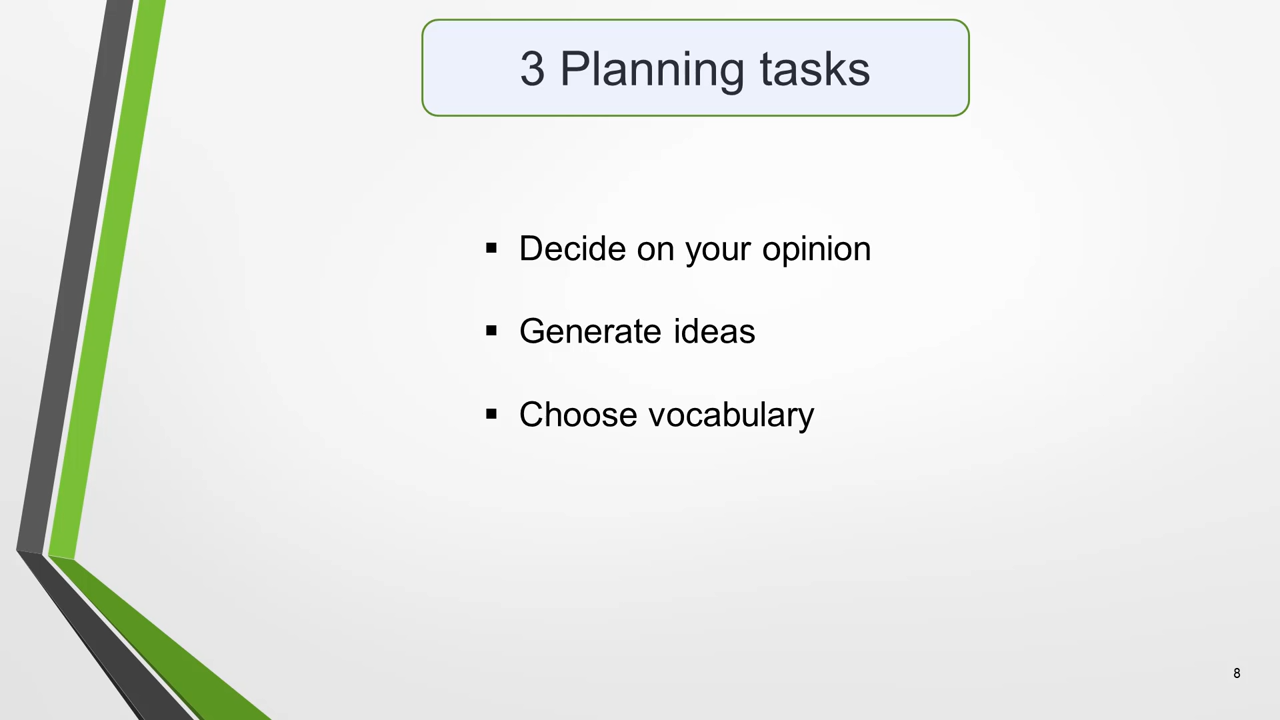 3 Planning tasks
▪ Decide on your opinion
▪ Generate ideas
▪ Choose vocabulary
8